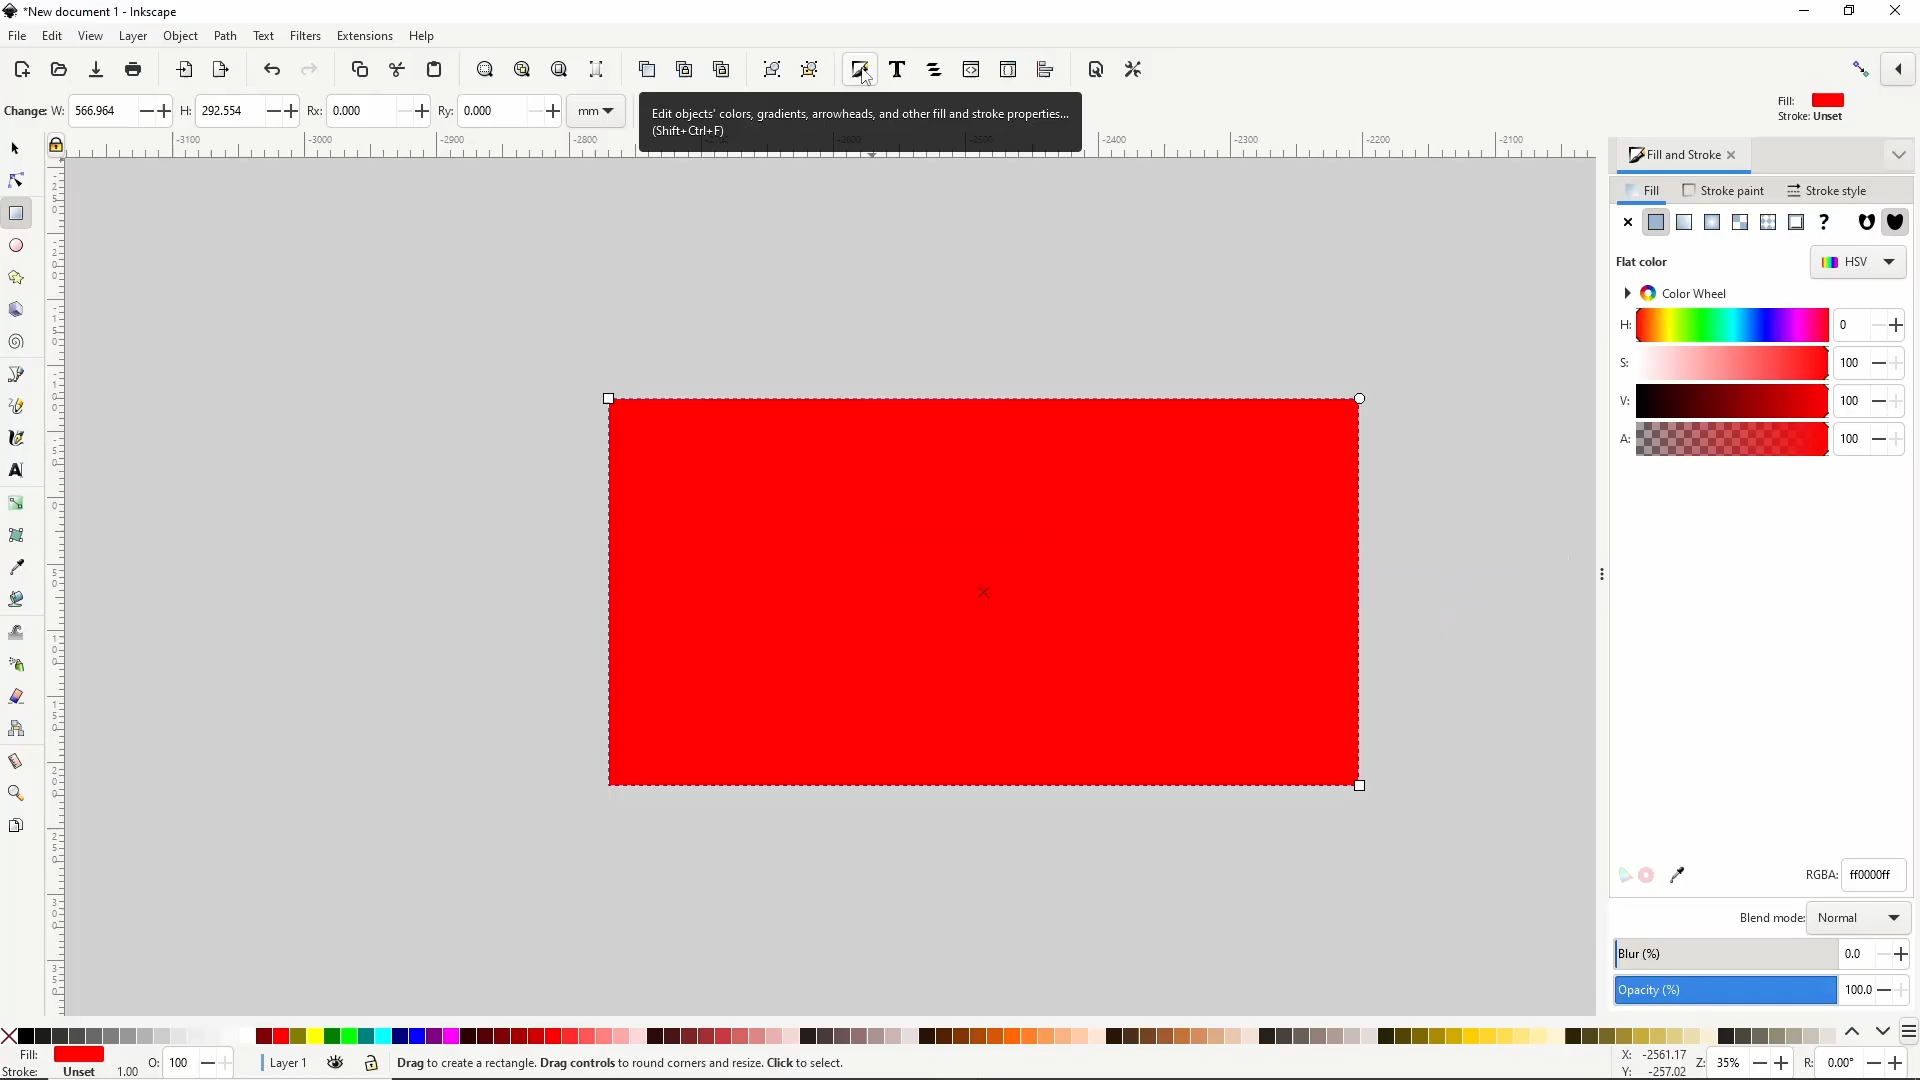 *New document 1 - Inkscape
File Edit View Layer Object Path Text Filters Extensions Help
Change: W: 566.964 H: 292.554 Rx: 0.000 Ry: 0.000 mm
Edit objects' colors, gradients, arrowheads, and other fill and stroke properties...
(Shift+Ctrl+F)
Fill:
Stroke: Unset
-3100 -3000 -2900 -2800 -2500 -2400 -2300 -2200 -2100
Fill and Stroke
Fill Stroke paint Stroke style
Flat color HSV
Color Wheel
H: 0
S: 100
V: 100
A: 100
RGBA: ff0000ff
Blend mode: Normal
Blur (%) 0.0
Opacity (%) 100.0
Fill:
Stroke: Unset 1.00
O: 100
Layer 1
Drag to create a rectangle. Drag controls to round corners and resize. Click to select.
X: -2561.17
Y: -257.02
Z: 35%
R: 0.00°